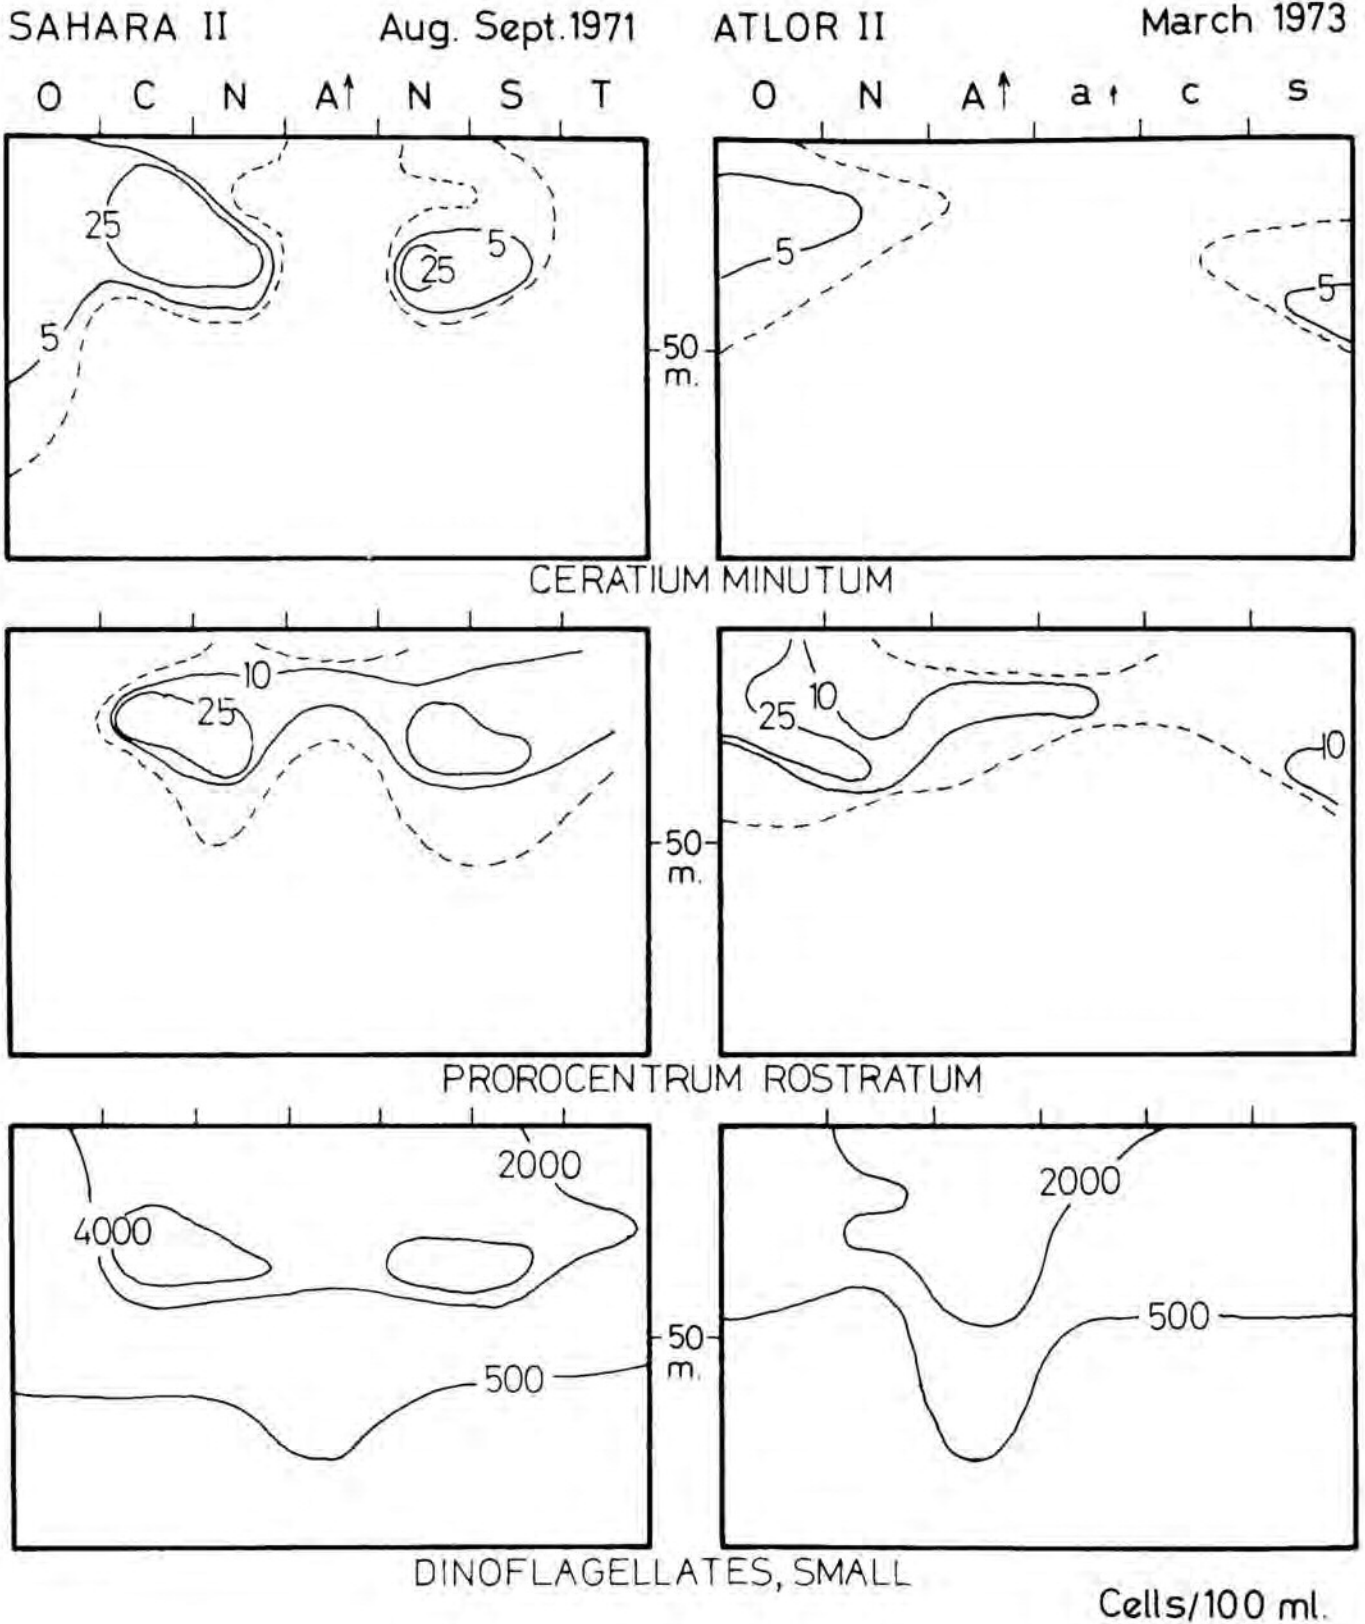 SAHARA II Aug. Sept. 1971 ATLOR II March 1973
O C N A↑ N S T O N A↑ a↑ c s
25 5 25 5 5 5
50 m.
CERATIUM MINUTUM
10 25 10 25 10
50 m.
PROROCENTRUM ROSTRATUM
2000 4000 500 2000 500
50 m.
DINOFLAGELLATES, SMALL
Cells/100 ml.